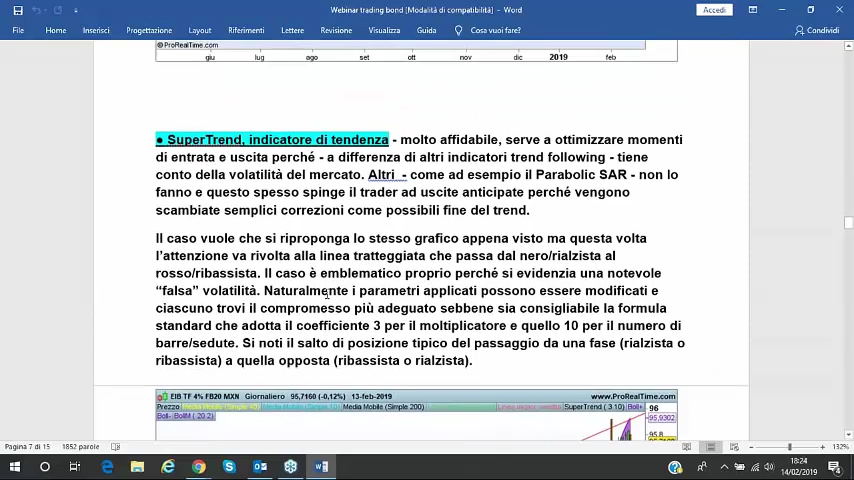 Webinar trading bond [Modalità di compatibilità] - Word
Accedi
File Home Inserisci Progettazione Layout Riferimenti Lettere Revisione Visualizza Guida Cosa vuoi fare? Condividi
© ProRealTime.com
giu lug ago set ott nov dic 2019 feb
● SuperTrend, indicatore di tendenza - molto affidabile, serve a ottimizzare momenti
di entrata e uscita perché - a differenza di altri indicatori trend following - tiene
conto della volatilità del mercato. Altri - come ad esempio il Parabolic SAR - non lo
fanno e questo spesso spinge il trader ad uscite anticipate perché vengono
scambiate semplici correzioni come possibili fine del trend.
Il caso vuole che si riproponga lo stesso grafico appena visto ma questa volta
l'attenzione va rivolta alla linea tratteggiata che passa dal nero/rialzista al
rosso/ribassista. Il caso è emblematico proprio perché si evidenzia una notevole
“falsa” volatilità. Naturalmente i parametri applicati possono essere modificati e
ciascuno trovi il compromesso più adeguato sebbene sia consigliabile la formula
standard che adotta il coefficiente 3 per il moltiplicatore e quello 10 per il numero di
barre/sedute. Si noti il salto di posizione tipico del passaggio da una fase (rialzista o
ribassista) a quella opposta (ribassista o rialzista).
EIB TF 4% FB20 MXN Giornaliero 95,7160 (-0,12%) 13-feb-2019 www.ProRealTime.com
Prezzo Media Mobile (Simple 200) SuperTrend ( 3 10) Boll+ 96
Boll- BollM ( 20 2 ) 95,9302
95,8
Pagina 7 di 15 1852 parole 132%
18:24
14/02/2019